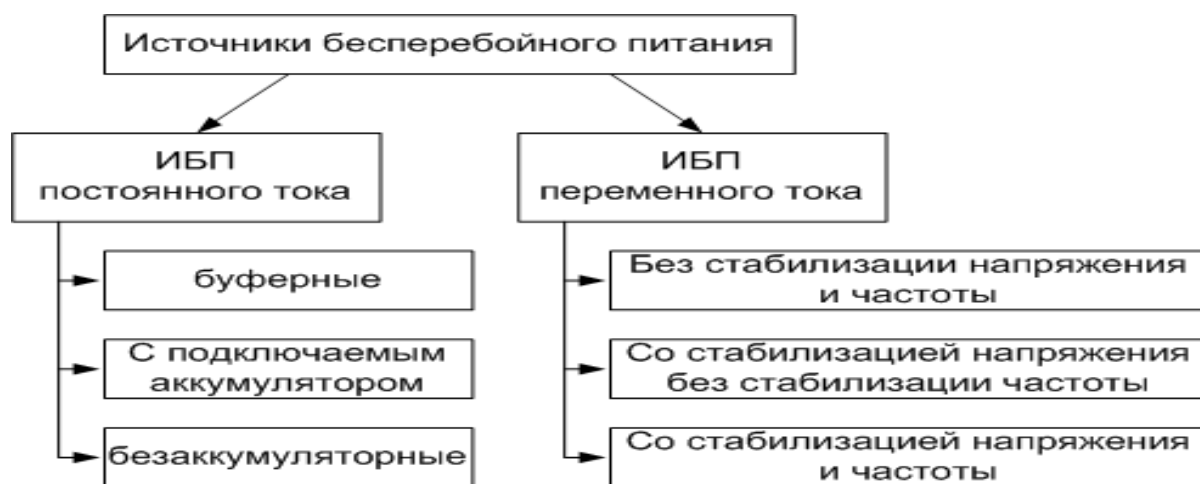 Источники бесперебойного питания
ИБП
постоянного тока
ИБП
переменного тока
буферные
С подключаемым
аккумулятором
безаккумуляторные
Без стабилизации напряжения
и частоты
Со стабилизацией напряжения
без стабилизации частоты
Со стабилизацией напряжения
и частоты